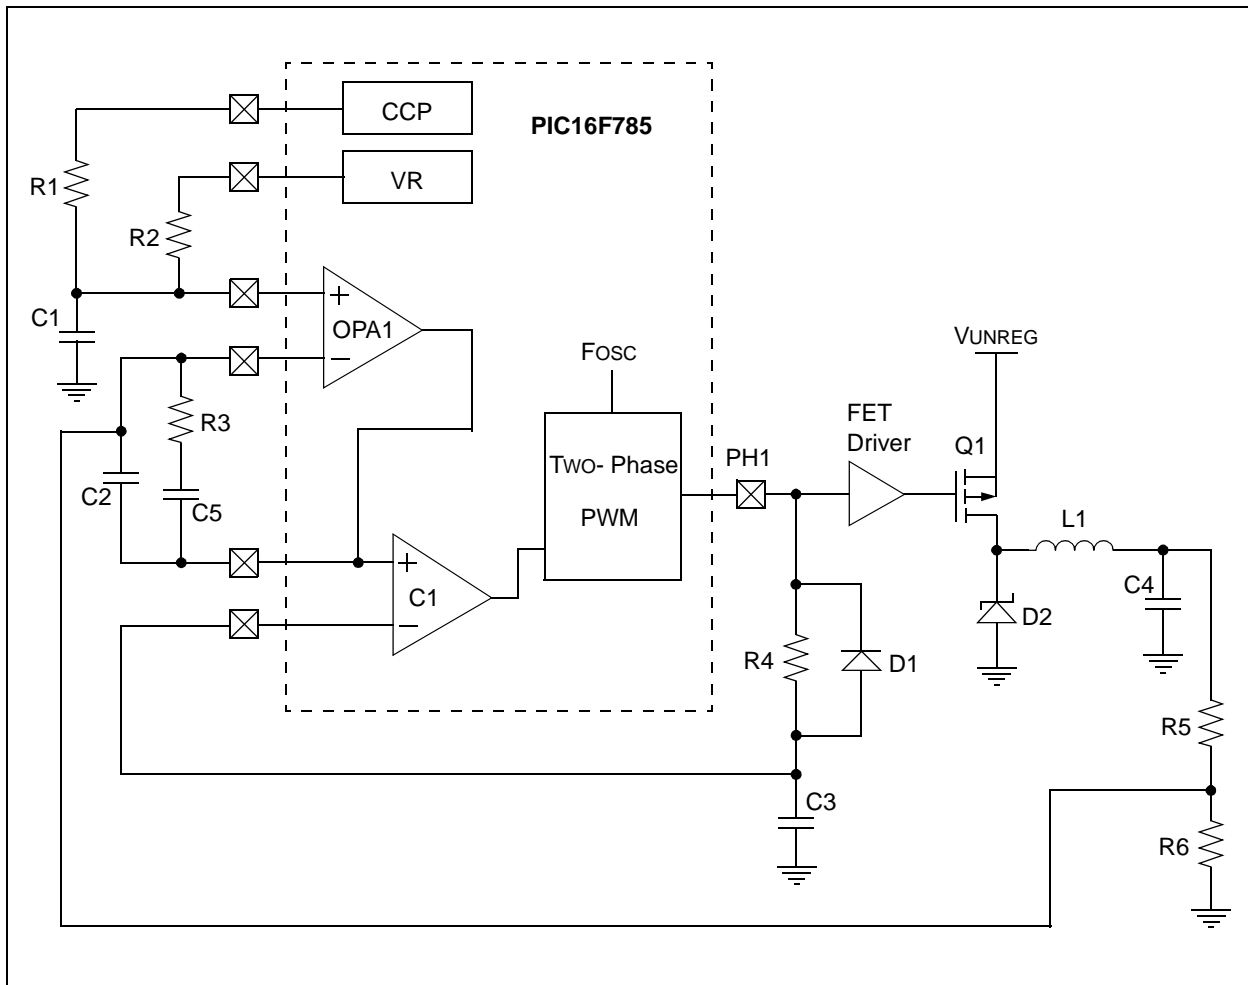 CCP
PIC16F785
VR
R1
R2
C1
+
OPA1
−
VUNREG
FOSC
FET
Driver
Q1
R3
TWO- Phase
PWM
PH1
C2
C5
L1
+
C1
−
C4
D2
R4
D1
R5
C3
R6